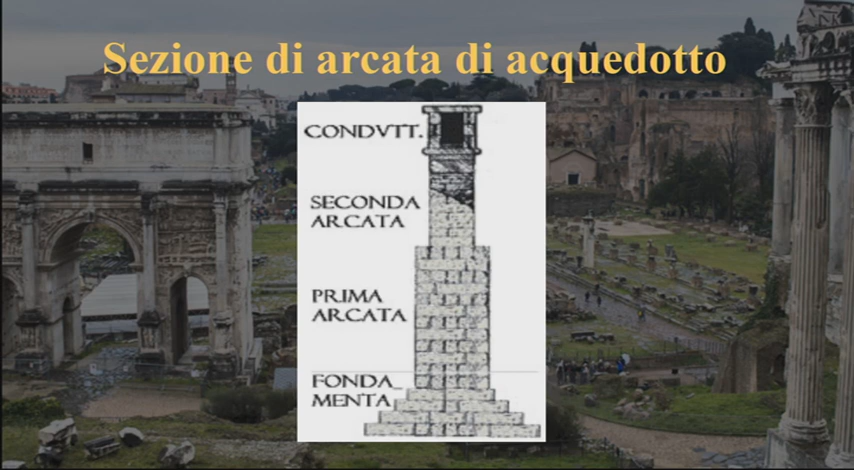 Sezione di arcata di acquedotto
CONDVTT.
SECONDA
ARCATA
PRIMA
ARCATA
FONDA_
MENTA